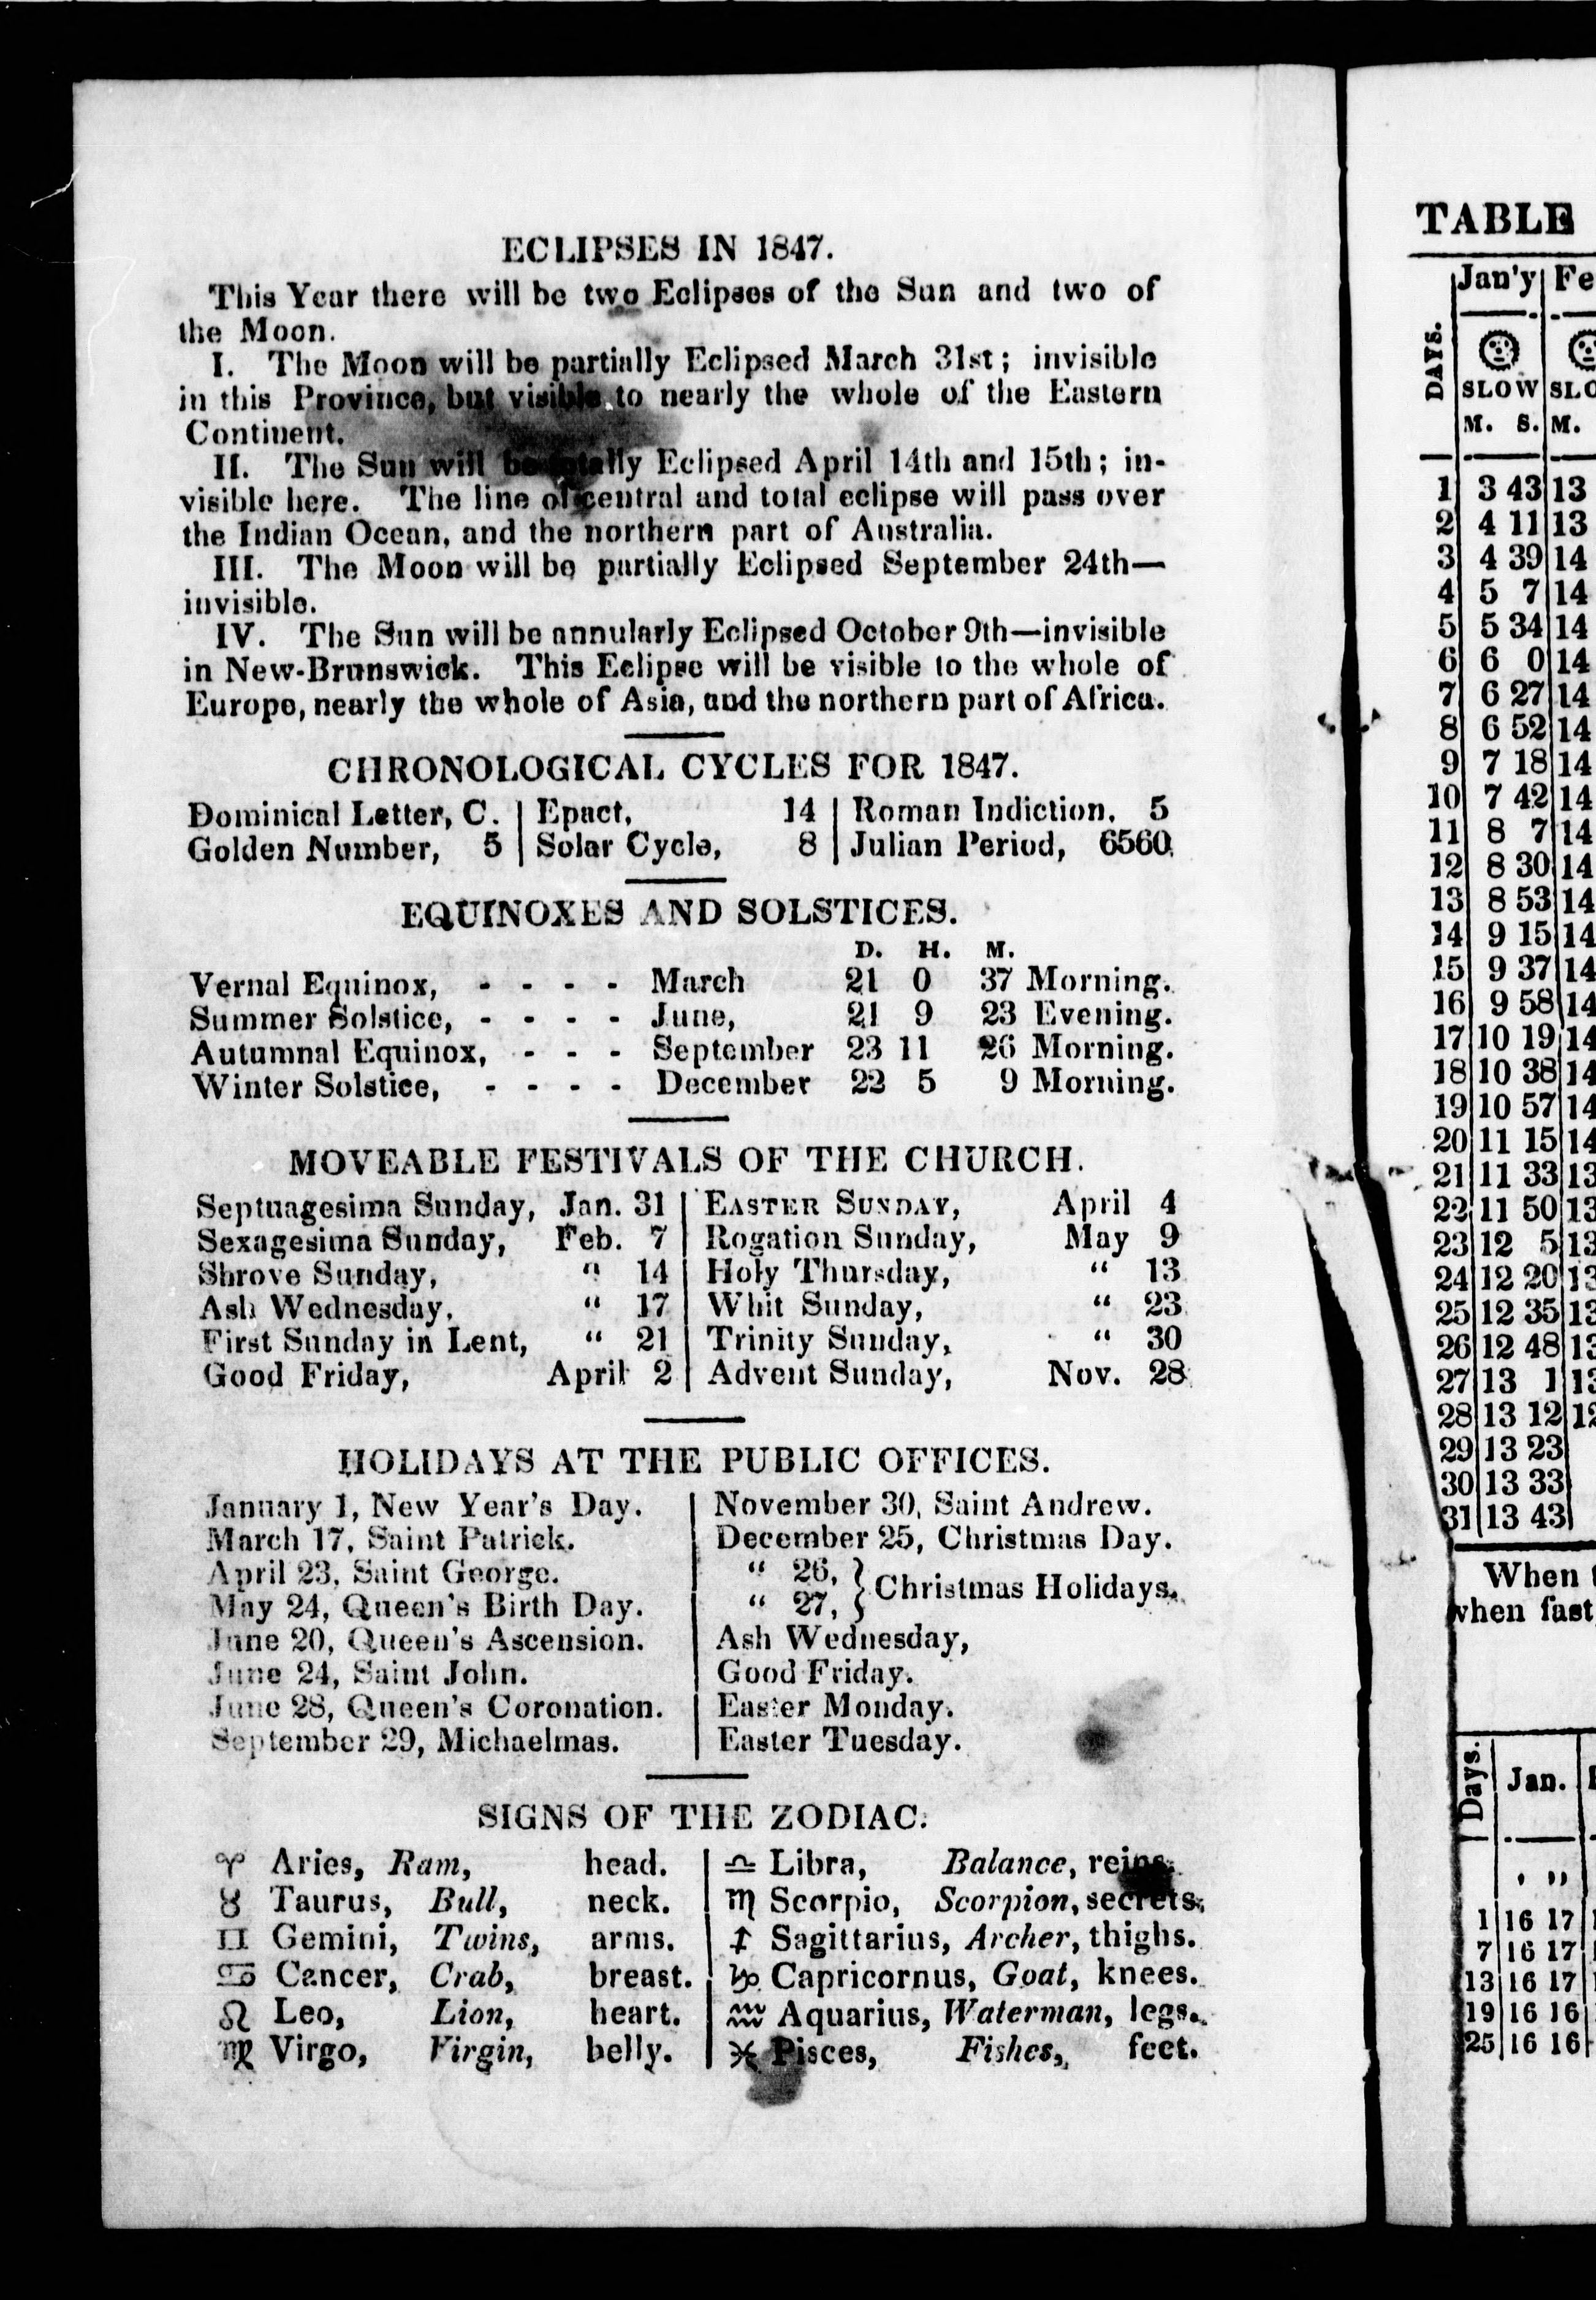 ECLIPSES IN 1847.
This Year there will be two Eclipses of the Sun and two of
the Moon.
I. The Moon will be partially Eclipsed March 31st; invisible
in this Province, but visible to nearly the whole of the Eastern
Continent.
II. The Sun will be totally Eclipsed April 14th and 15th; in-
visible here. The line of central and total eclipse will pass over
the Indian Ocean, and the northern part of Australia.
III. The Moon will be partially Eclipsed September 24th—
invisible.
IV. The Sun will be annularly Eclipsed October 9th—invisible
in New-Brunswick. This Eclipse will be visible to the whole of
Europe, nearly the whole of Asia, and the northern part of Africa.
CHRONOLOGICAL CYCLES FOR 1847.
Dominical Letter, C. | Epact, 14 | Roman Indiction, 5
Golden Number, 5 | Solar Cycle, 8 | Julian Period, 6560
EQUINOXES AND SOLSTICES.
D. H. M.
Vernal Equinox, - - - - March 21 0 37 Morning.
Summer Solstice, - - - - June, 21 9 23 Evening.
Autumnal Equinox, - - - September 23 11 26 Morning.
Winter Solstice, - - - - December 22 5 9 Morning.
MOVEABLE FESTIVALS OF THE CHURCH.
Septuagesima Sunday, Jan. 31 | EASTER SUNDAY, April 4
Sexagesima Sunday, Feb. 7 | Rogation Sunday, May 9
Shrove Sunday, " 14 | Holy Thursday, " 13
Ash Wednesday, " 17 | Whit Sunday, " 23
First Sunday in Lent, " 21 | Trinity Sunday, " 30
Good Friday, April 2 | Advent Sunday, Nov. 28
HOLIDAYS AT THE PUBLIC OFFICES.
January 1, New Year's Day. | November 30, Saint Andrew.
March 17, Saint Patrick. | December 25, Christmas Day.
April 23, Saint George. | " 26, } Christmas Holidays.
May 24, Queen's Birth Day. | " 27, }
June 20, Queen's Ascension. | Ash Wednesday,
June 24, Saint John. | Good Friday.
June 28, Queen's Coronation. | Easter Monday.
September 29, Michaelmas. | Easter Tuesday.
SIGNS OF THE ZODIAC.
♈ Aries, Ram, head. | ♎ Libra, Balance, reins.
♉ Taurus, Bull, neck. | ♏ Scorpio, Scorpion, secrets.
♊ Gemini, Twins, arms. | ♐ Sagittarius, Archer, thighs.
♋ Cancer, Crab, breast. | ♑ Capricornus, Goat, knees.
♌ Leo, Lion, heart. | ♒ Aquarius, Waterman, legs.
♍ Virgo, Virgin, belly. | ♓ Pisces, Fishes, feet.
TABLE
DAYS. Jan'y Fe
SLOW SLO
M. S. M.
1 3 43 13
2 4 11 13
3 4 39 14
4 5 7 14
5 5 34 14
6 6 0 14
7 6 27 14
8 6 52 14
9 7 18 14
10 7 42 14
11 8 7 14
12 8 30 14
13 8 53 14
14 9 15 14
15 9 37 14
16 9 58 14
17 10 19 14
18 10 38 14
19 10 57 14
20 11 15 14
21 11 33 13
22 11 50 13
23 12 5 13
24 12 20 13
25 12 35 13
26 12 48 13
27 13 1 13
28 13 12 12
29 13 23
30 13 33
31 13 43
When
when fast
Days. Jan.
' "
1 16 17
7 16 17
13 16 17
19 16 16
25 16 16